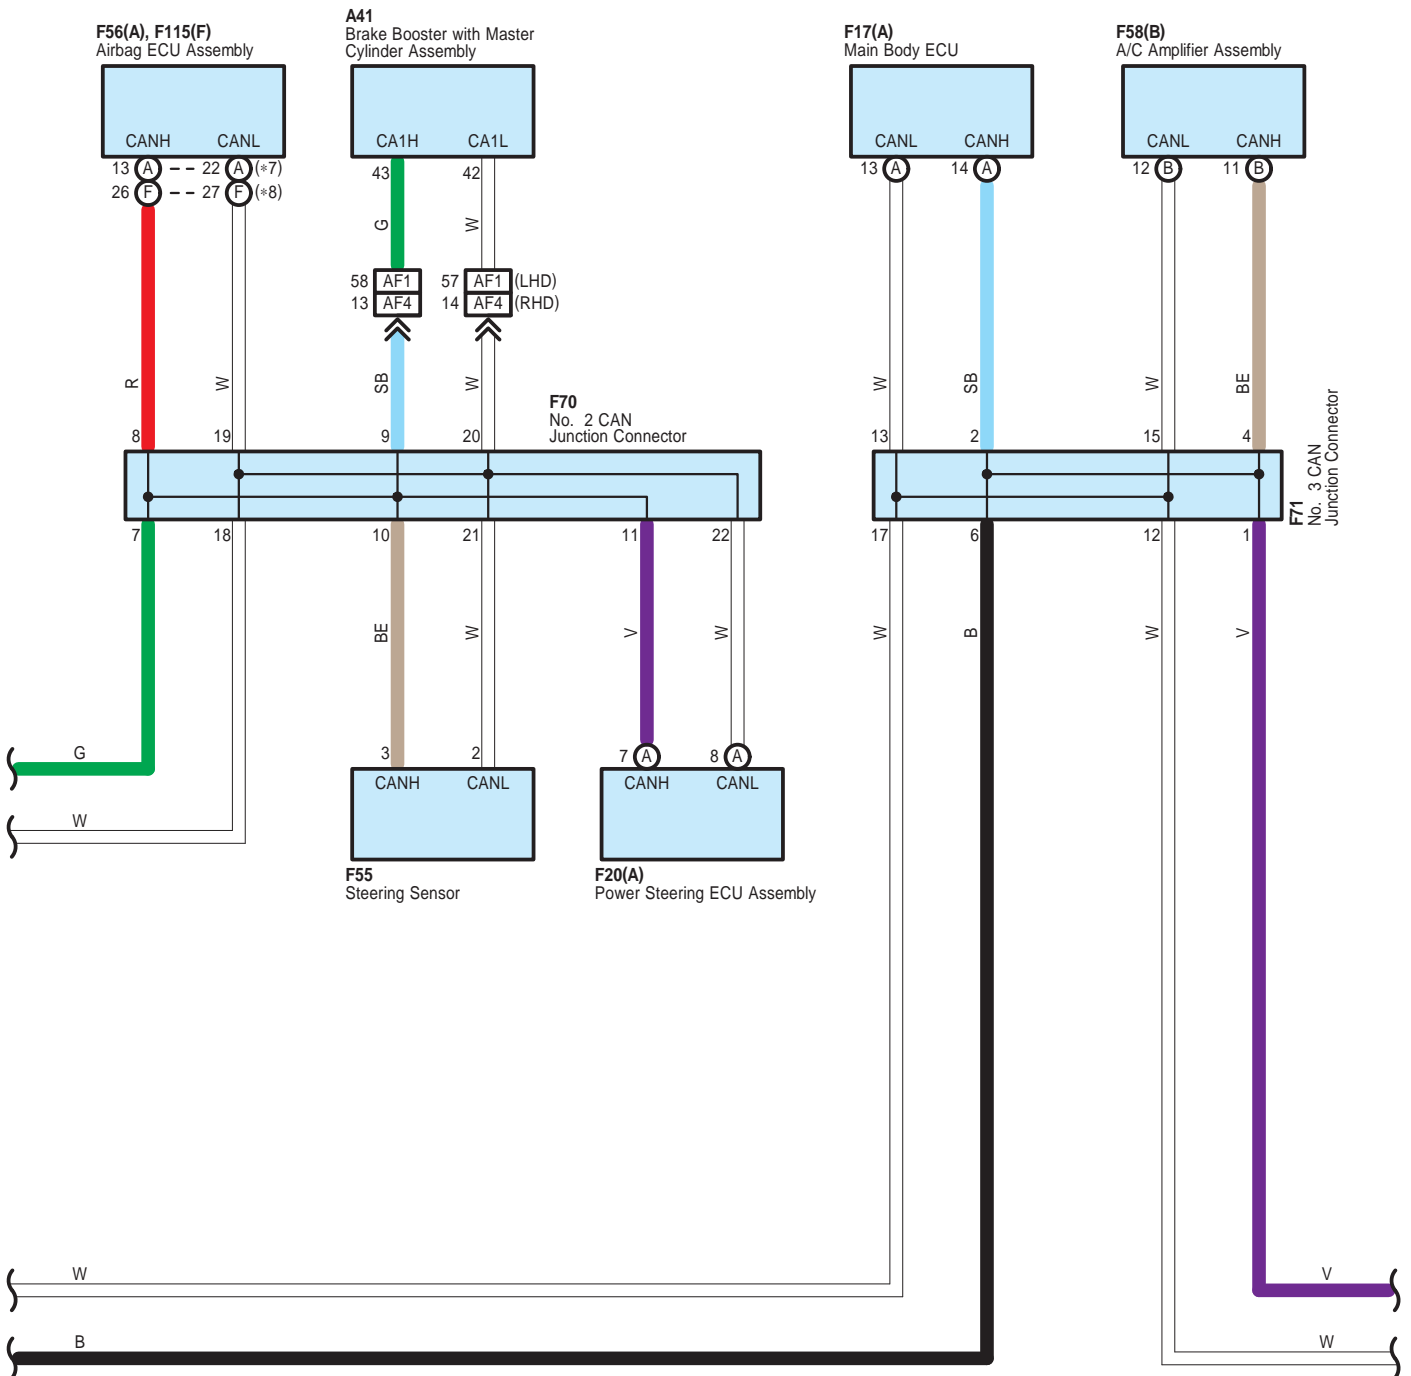 F56(A), F115(F)
Airbag ECU Assembly
A41
Brake Booster with Master
Cylinder Assembly
F17(A)
Main Body ECU
F58(B)
A/C Amplifier Assembly
CANH CANL
CA1H CA1L
CANL CANH
CANL CANH
13 A 22 A (*7)
26 F 27 F (*8)
43 42
13 A 14 A
12 B 11 B
G W
58 AF1 57 AF1 (LHD)
13 AF4 14 AF4 (RHD)
R W SB W
W SB W BE
F70
No. 2 CAN
Junction Connector
8 19 9 20
13 2 15 4
F71
No. 3 CAN
Junction Connector
7 18 10 21 11 22
17 6 12 1
BE W V W
W B W V
G
W
3 2
7 A 8 A
CANH CANL
CANH CANL
F55
Steering Sensor
F20(A)
Power Steering ECU Assembly
W
V
B
W